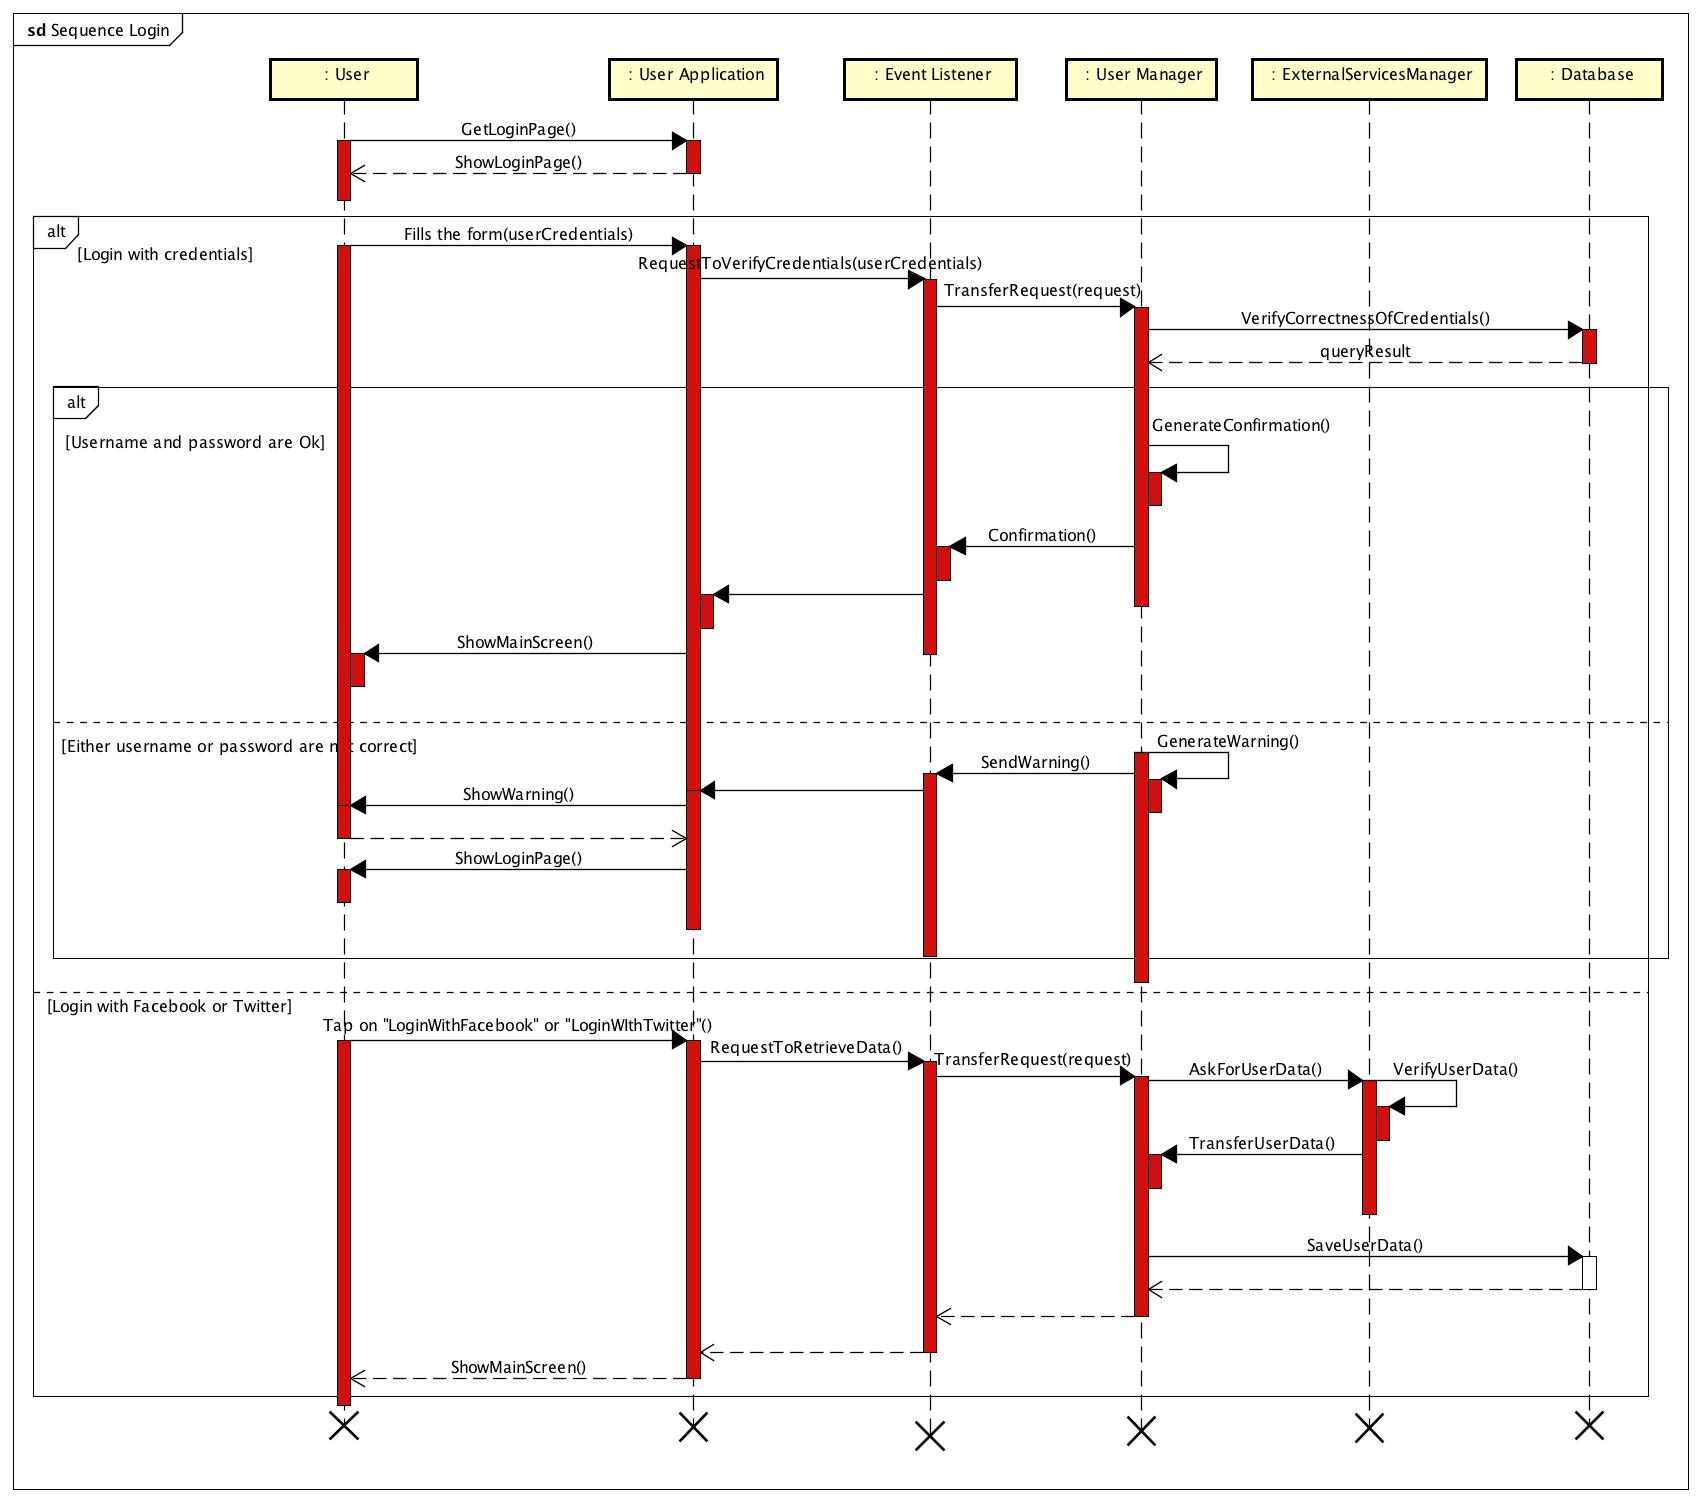 sd Sequence Login
: User
: User Application
: Event Listener
: User Manager
: ExternalServicesManager
: Database
GetLoginPage()
ShowLoginPage()
alt
[Login with credentials]
Fills the form(userCredentials)
RequestToVerifyCredentials(userCredentials)
TransferRequest(request)
VerifyCorrectnessOfCredentials()
queryResult
alt
[Username and password are Ok]
GenerateConfirmation()
Confirmation()
ShowMainScreen()
[Either username or password are not correct]
GenerateWarning()
SendWarning()
ShowWarning()
ShowLoginPage()
[Login with Facebook or Twitter]
Tap on "LoginWithFacebook" or "LoginWIthTwitter"()
RequestToRetrieveData()
TransferRequest(request)
AskForUserData()
VerifyUserData()
TransferUserData()
SaveUserData()
ShowMainScreen()